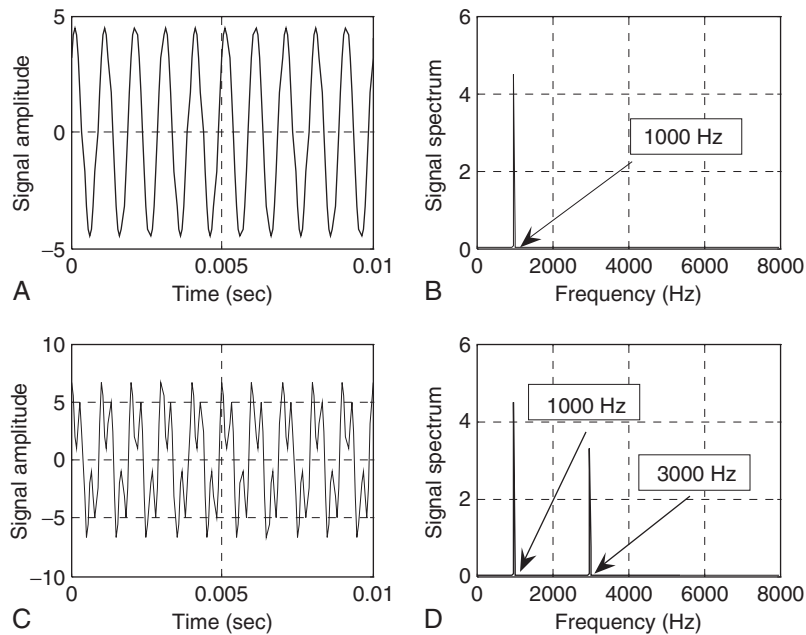 Signal amplitude
5
0
−5
0
0.005
0.01
Time (sec)
A
Signal spectrum
6
4
2
0
1000 Hz
0
2000
4000
6000
8000
Frequency (Hz)
B
Signal amplitude
10
5
0
−5
−10
0
0.005
0.01
Time (sec)
C
Signal spectrum
6
4
2
0
1000 Hz
3000 Hz
0
2000
4000
6000
8000
Frequency (Hz)
D